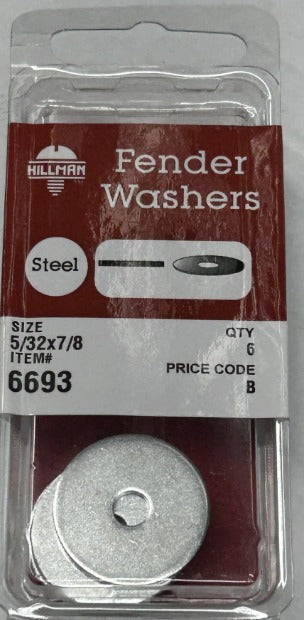 HILLMAN
Fender
Washers
Steel
SIZE
5/32x7/8
ITEM#
6693
QTY
6
PRICE CODE
B